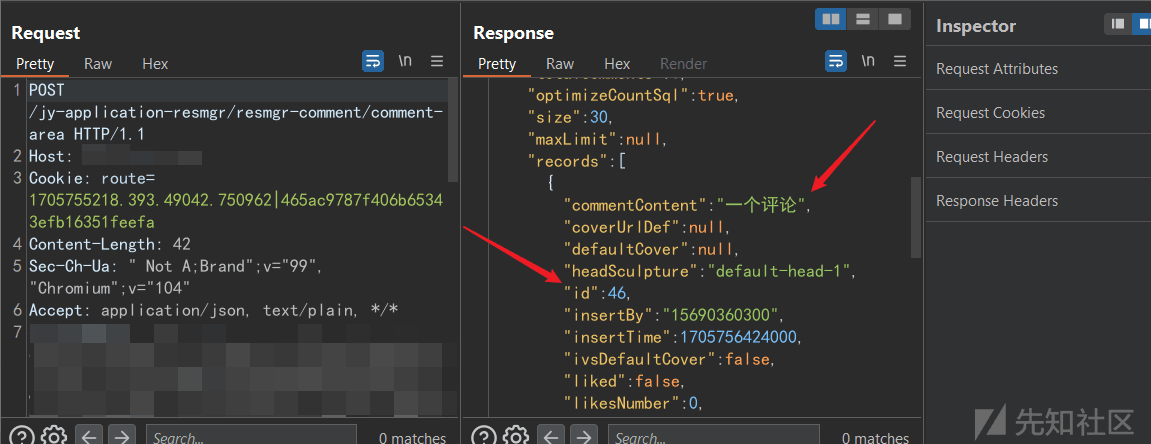 Request
Pretty Raw Hex
\n
1 POST
/jy-application-resmgr/resmgr-comment/comment-
area HTTP/1.1
2 Host:
3 Cookie: route=
1705755218.393.49042.750962|465ac9787f406b6534
3efb16351feefa
4 Content-Length: 42
5 Sec-Ch-Ua: " Not A;Brand";v="99",
"Chromium";v="104"
6 Accept: application/json, text/plain, */*
7
Search...
0 matches
Response
Pretty Raw Hex Render
\n
"optimizeCountSql":true,
"size":30,
"maxLimit":null,
"records":[
{
"commentContent":"一个评论",
"coverUrlDef":null,
"defaultCover":null,
"headSculpture":"default-head-1",
"id":46,
"insertBy":"15690360300",
"insertTime":1705756424000,
"ivsDefaultCover":false,
"liked":false,
"likesNumber":0,
Search...
0 matches
Inspector
Request Attributes
Request Cookies
Request Headers
Response Headers
先知社区